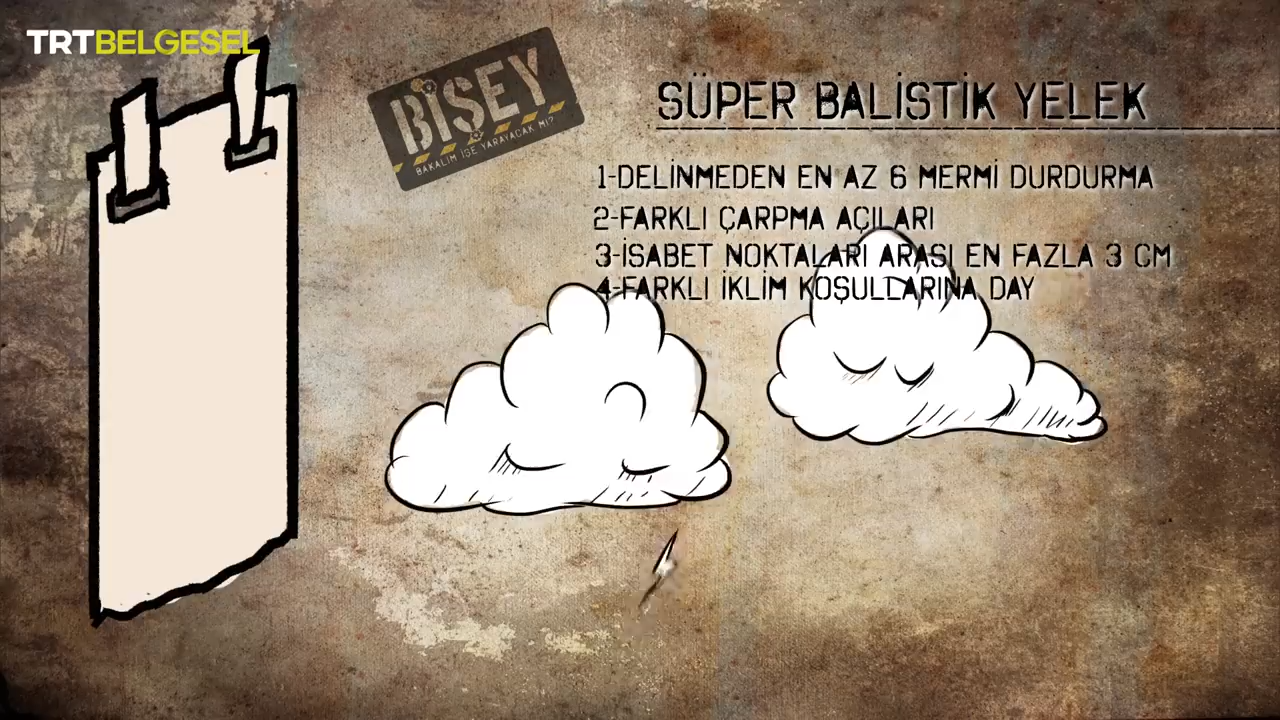 TRTBELGESEL
BİŞEY
BAKALIM İŞE YARAYACAK MI?
SÜPER BALİSTİK YELEK
1-DELİNMEDEN EN AZ 6 MERMİ DURDURMA
2-FARKLI ÇARPMA AÇILARI
3-İSABET NOKTALARI ARASI EN FAZLA 3 CM
4-FARKLI İKLİM KOŞULLARINA DAY